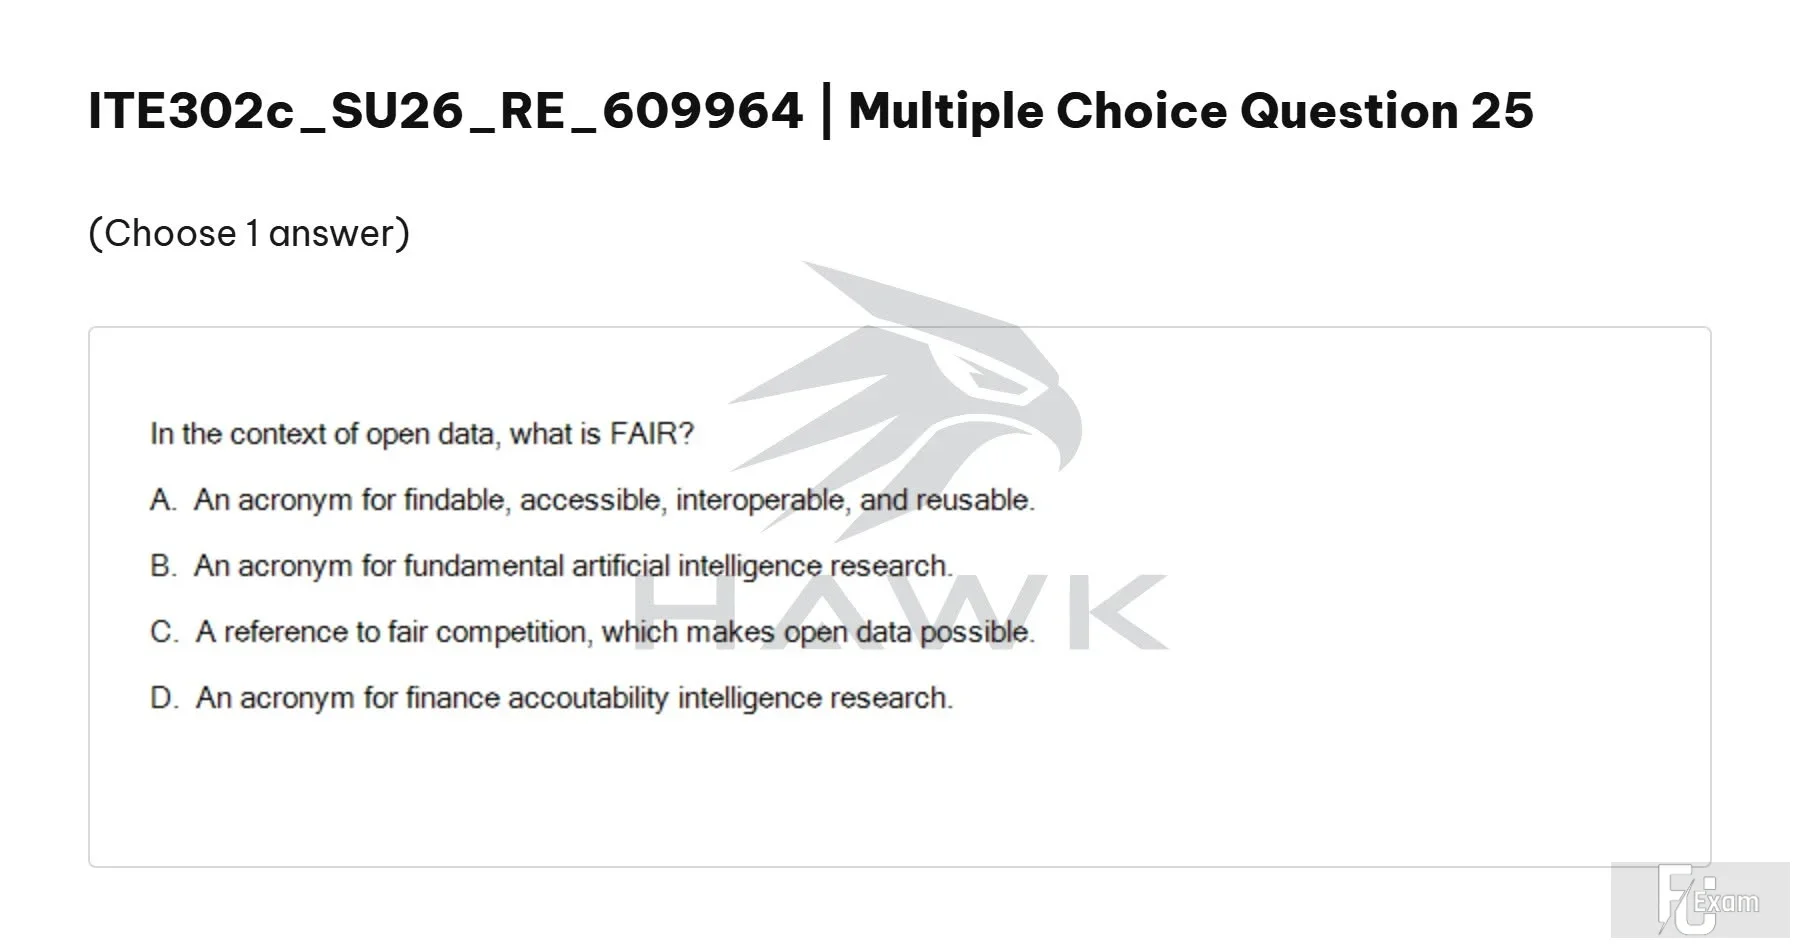 ITE302c_SU26_RE_609964 | Multiple Choice Question 25
(Choose 1 answer)
In the context of open data, what is FAIR?
A. An acronym for findable, accessible, interoperable, and reusable.
B. An acronym for fundamental artificial intelligence research.
C. A reference to fair competition, which makes open data possible.
D. An acronym for finance accoutability intelligence research.
HAWK
FU Exam